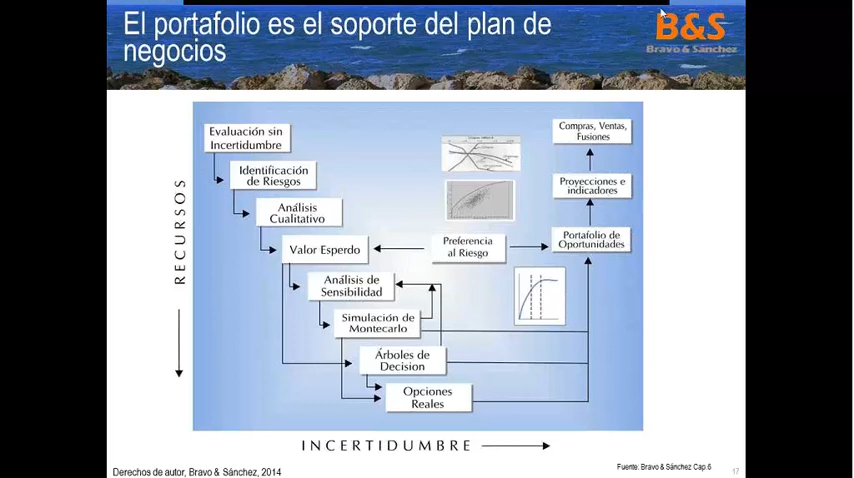 El portafolio es el soporte del plan de
negocios
B&S
Bravo & Sánchez
Evaluación sin
Incertidumbre
Identificación
de Riesgos
Análisis
Cualitativo
Valor Esperdo
Análisis de
Sensibilidad
Simulación de
Montecarlo
Árboles de
Decision
Opciones
Reales
Preferencia
al Riesgo
Compras, Ventas,
Fusiones
Proyecciones e
indicadores
Portafolio de
Oportunidades
RECURSOS
INCERTIDUMBRE
Fuente: Bravo & Sánchez Cap.6
17
Derechos de autor, Bravo & Sánchez, 2014